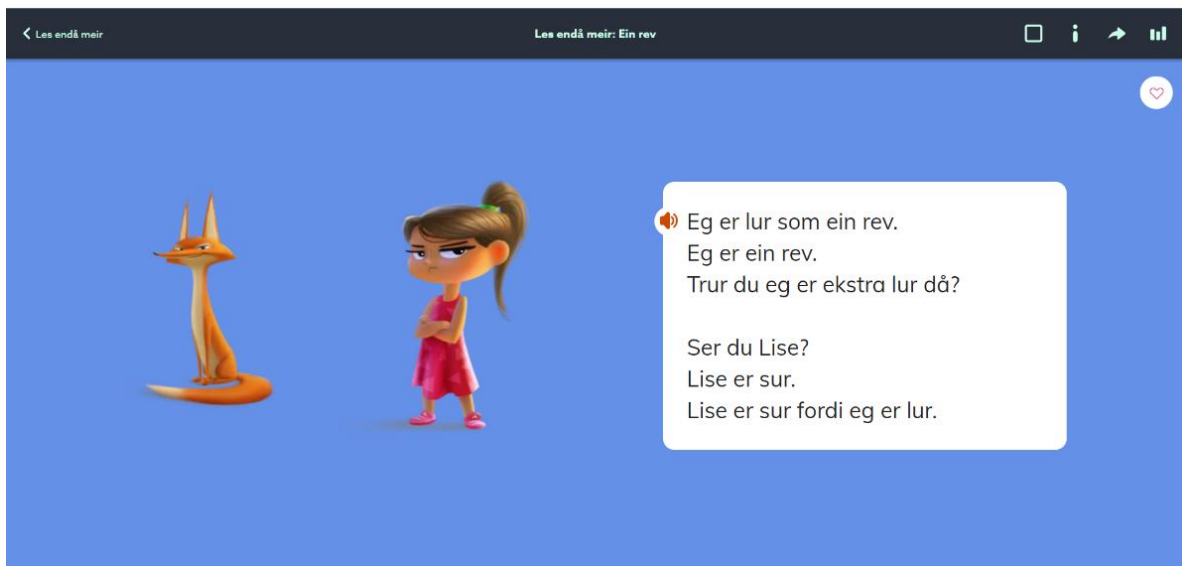 Les endå meir
Les endå meir: Ein rev
Eg er lur som ein rev.
Eg er ein rev.
Trur du eg er ekstra lur då?
Ser du Lise?
Lise er sur.
Lise er sur fordi eg er lur.